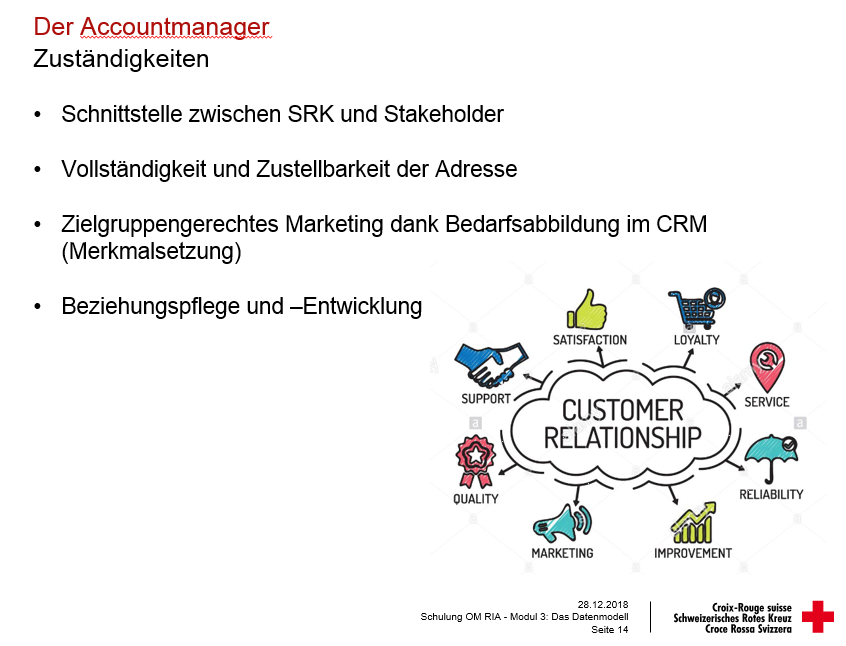 Der Accountmanager
Zuständigkeiten
• Schnittstelle zwischen SRK und Stakeholder
• Vollständigkeit und Zustellbarkeit der Adresse
• Zielgruppengerechtes Marketing dank Bedarfsabbildung im CRM
(Merkmalsetzung)
• Beziehungspflege und –Entwicklung
SATISFACTION
LOYALTY
SUPPORT
SERVICE
CUSTOMER
RELATIONSHIP
QUALITY
RELIABILITY
MARKETING
IMPROVEMENT
28.12.2018
Schulung OM RIA - Modul 3: Das Datenmodell
Seite 14
Croix-Rouge suisse
Schweizerisches Rotes Kreuz
Croce Rossa Svizzera